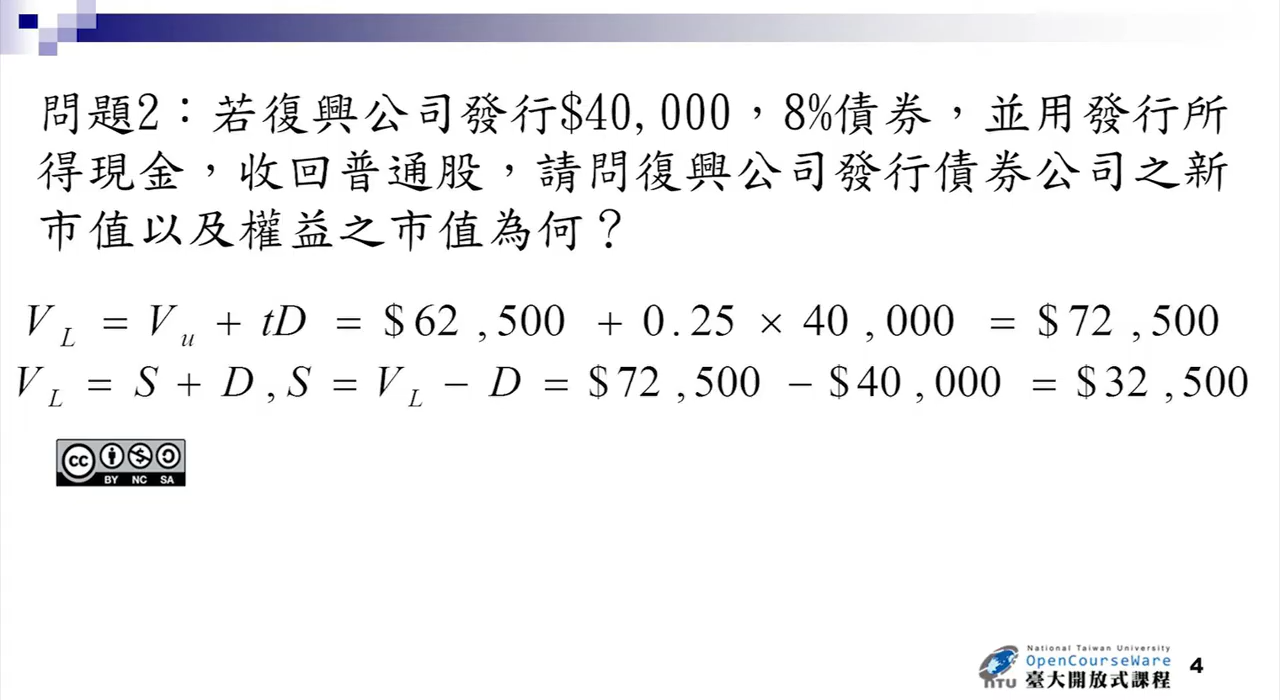 問題2：若復興公司發行$40,000，8%債券，並用發行所
得現金，收回普通股，請問復興公司發行債券公司之新
市值以及權益之市值為何？
V_L = V_u + tD = $62,500 + 0.25 × 40,000 = $72,500
V_L = S + D, S = V_L − D = $72,500 − $40,000 = $32,500
cc
BY NC SA
National Taiwan University
OpenCourseWare
NTU 臺大開放式課程
4